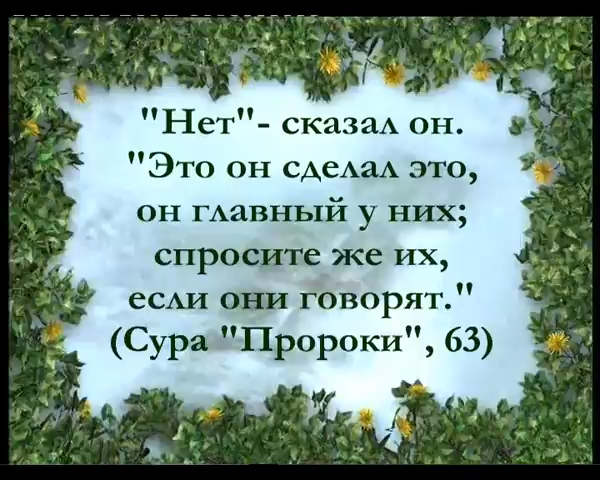 "Нет"- сказал он.
"Это он сделал это,
он главный у них;
спросите же их,
если они говорят."
(Сура "Пророки", 63)